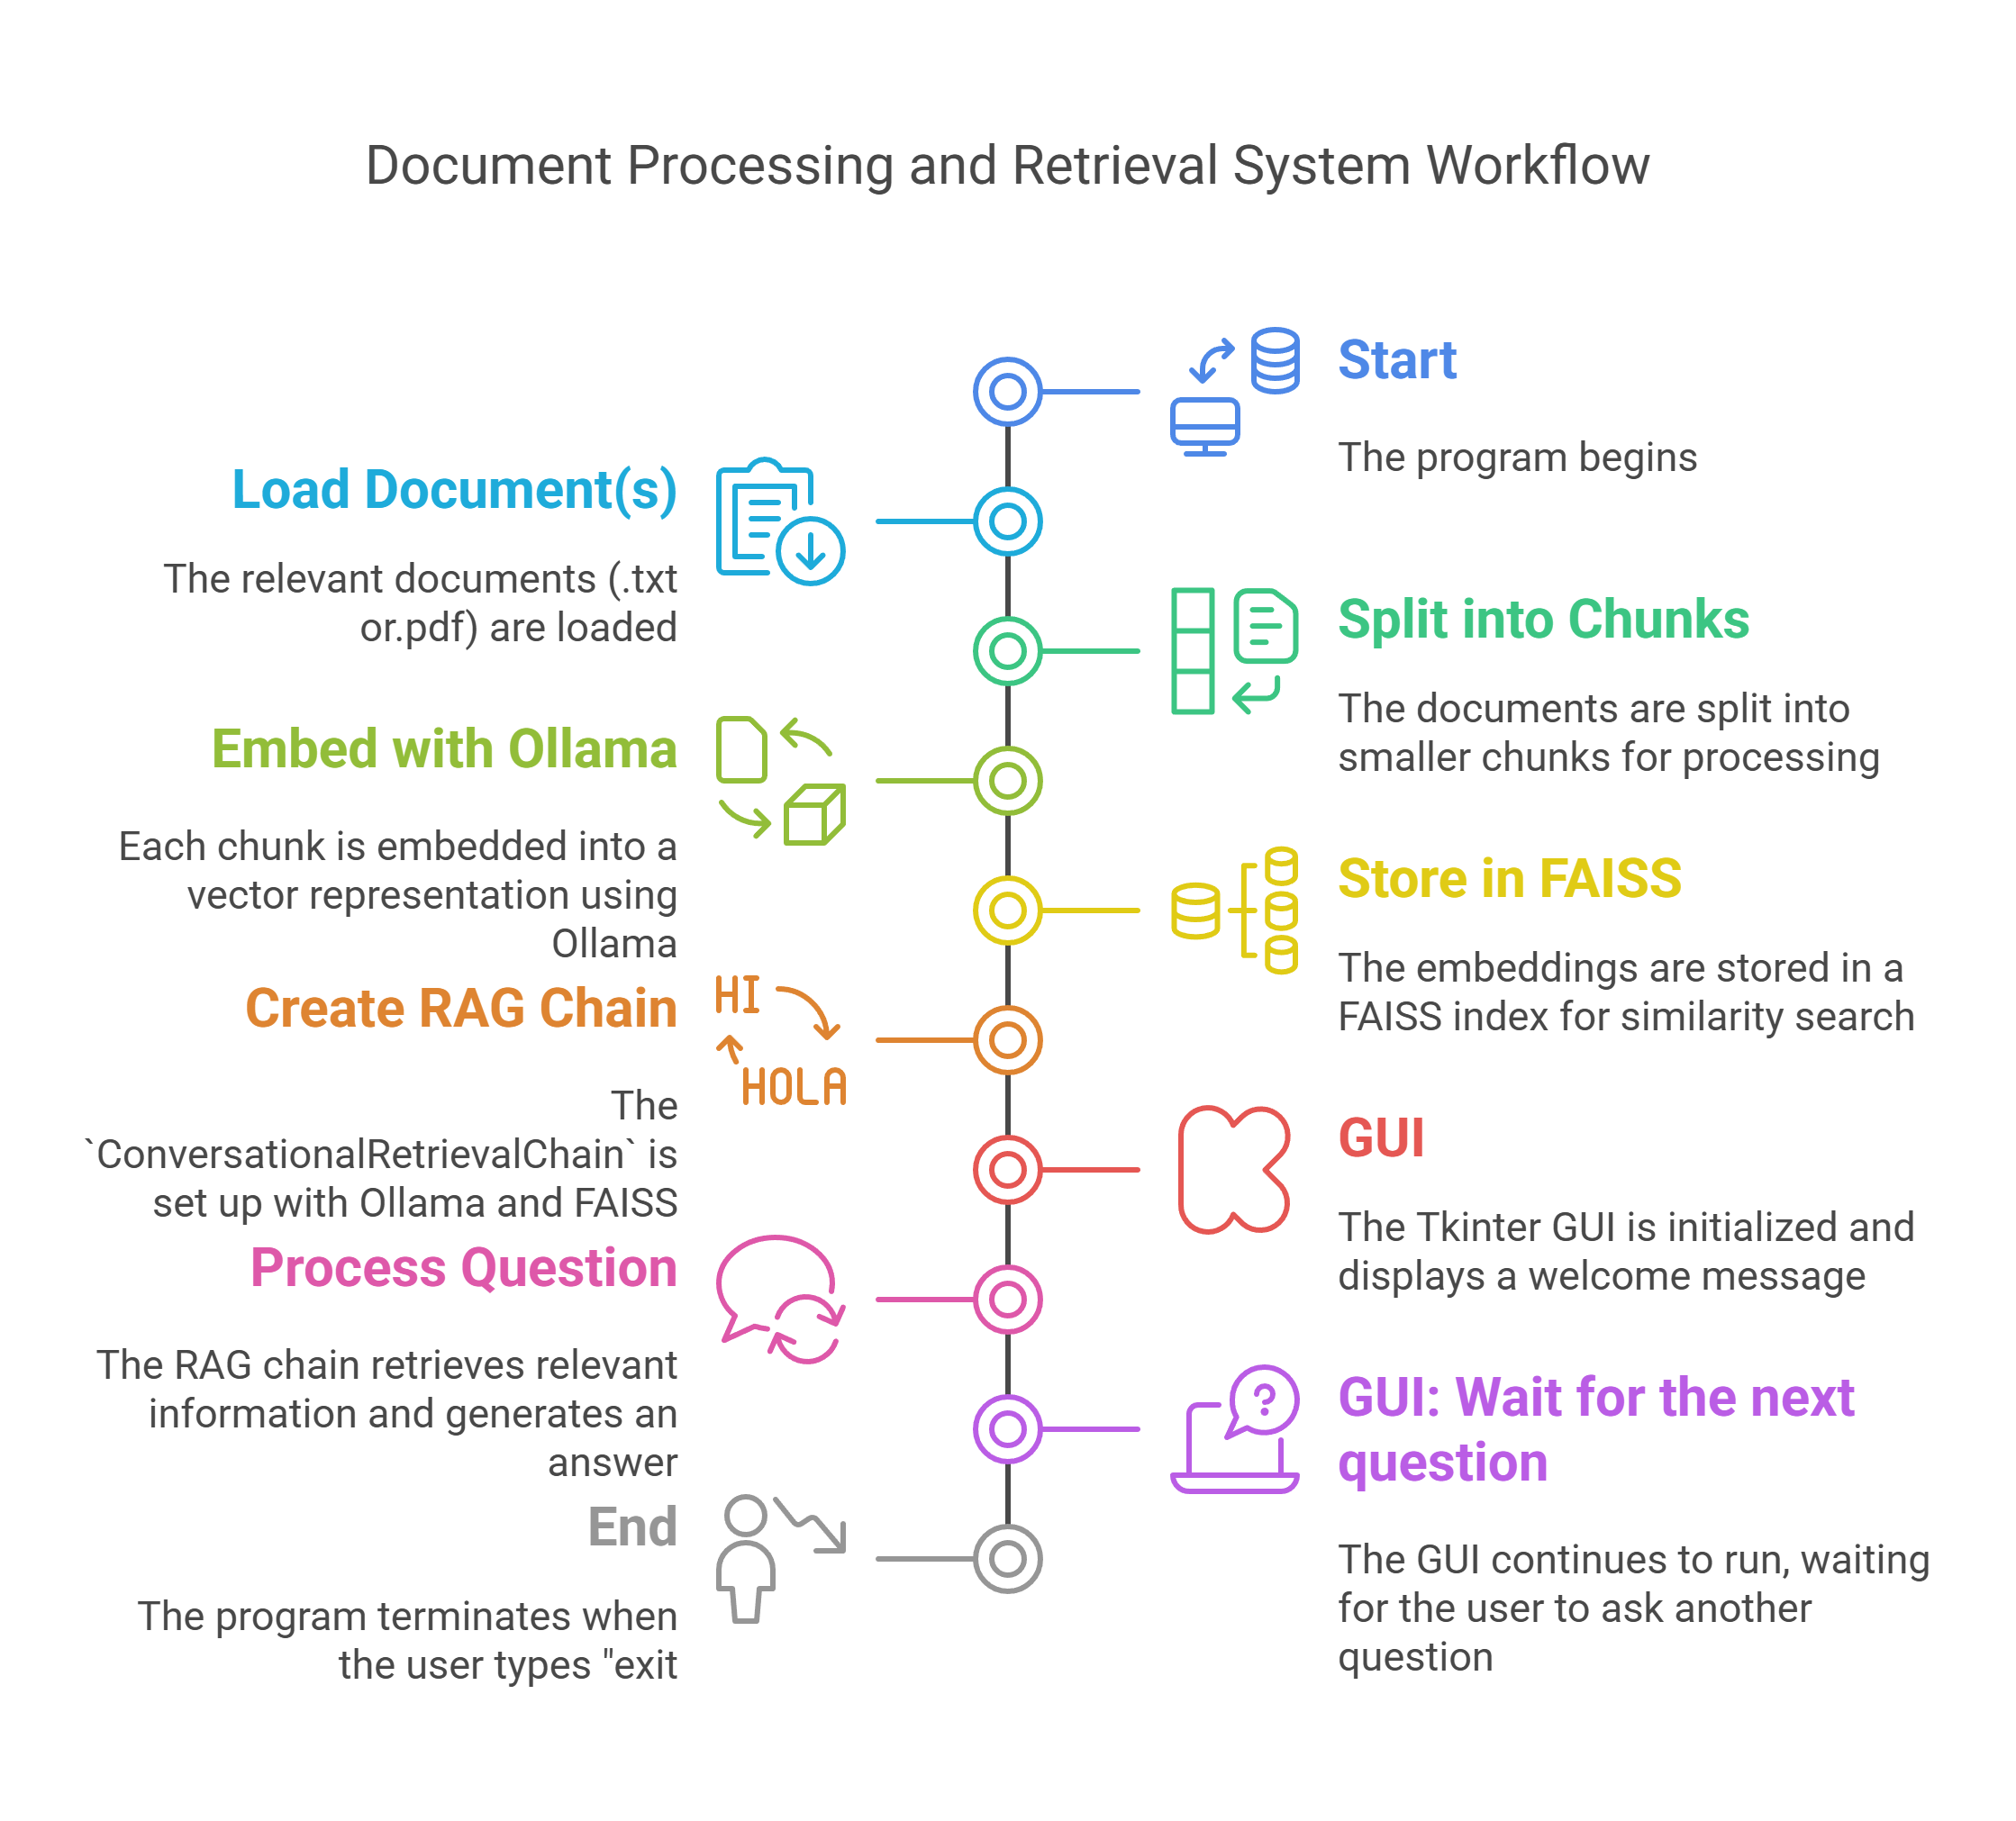 Document Processing and Retrieval System Workflow
Start
The program begins
Load Document(s)
The relevant documents (.txt
or.pdf) are loaded
Split into Chunks
The documents are split into
smaller chunks for processing
Embed with Ollama
Each chunk is embedded into a
vector representation using
Ollama
Store in FAISS
The embeddings are stored in a
FAISS index for similarity search
Create RAG Chain
HI
HOLA
The
`ConversationalRetrievalChain` is
set up with Ollama and FAISS
GUI
The Tkinter GUI is initialized and
displays a welcome message
Process Question
The RAG chain retrieves relevant
information and generates an
answer
?
GUI: Wait for the next
question
The GUI continues to run, waiting
for the user to ask another
question
End
The program terminates when
the user types "exit